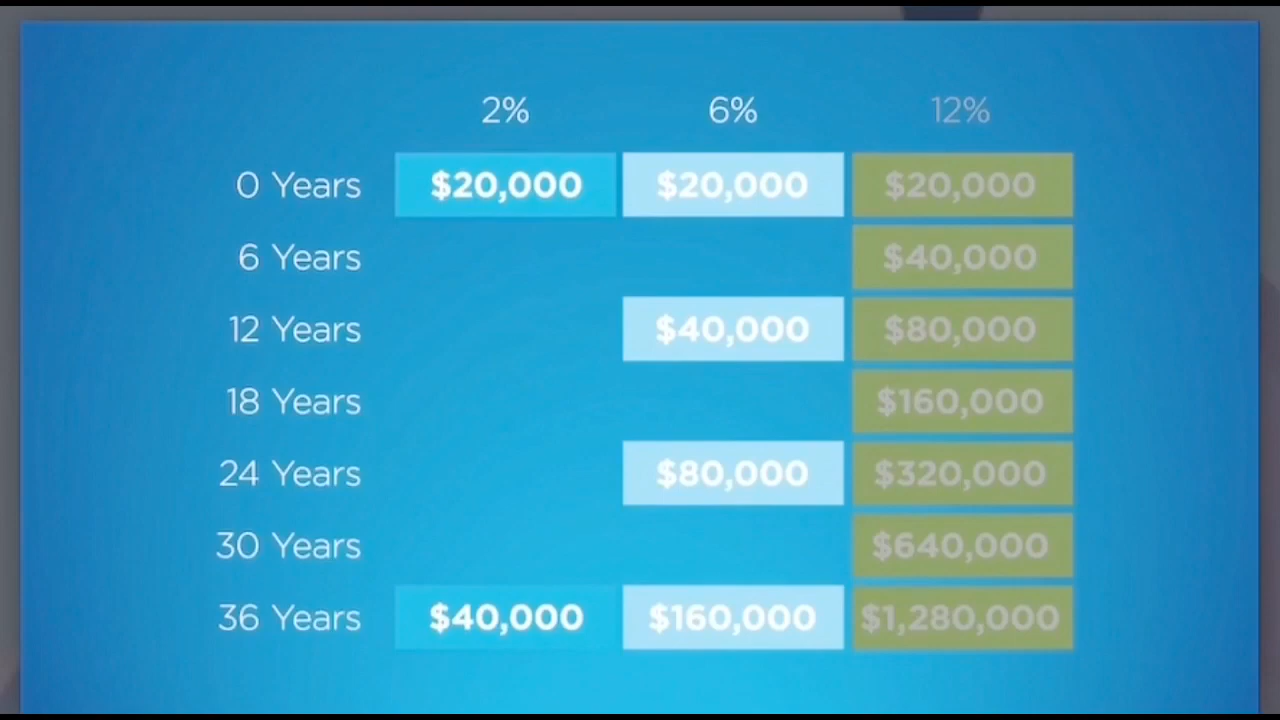 2% 6% 12%
0 Years $20,000 $20,000 $20,000
6 Years $40,000
12 Years $40,000 $80,000
18 Years $160,000
24 Years $80,000 $320,000
30 Years $640,000
36 Years $40,000 $160,000 $1,280,000